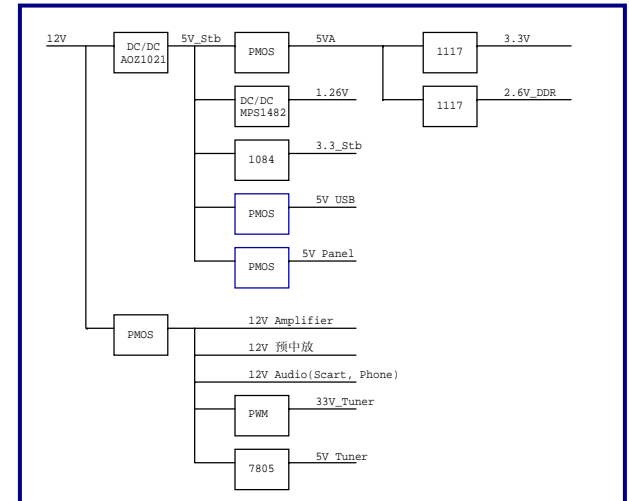 12V
DC/DC
AOZ1021
5V_Stb
PMOS
5VA
1117
3.3V
1117
2.6V_DDR
DC/DC
MPS1482
1.26V
1084
3.3_Stb
PMOS
5V USB
PMOS
5V Panel
PMOS
12V Amplifier
12V 预中放
12V Audio(Scart, Phone)
PWM
33V_Tuner
7805
5V Tuner